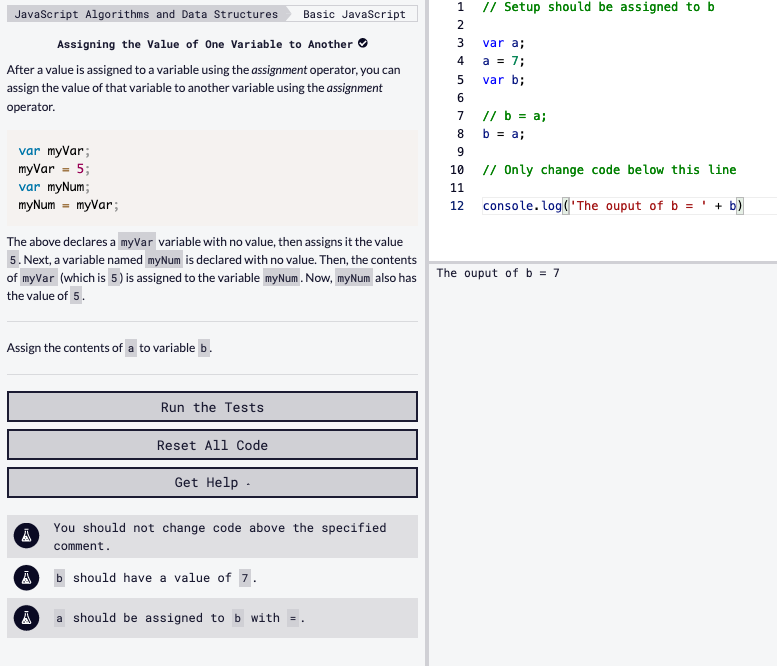 JavaScript Algorithms and Data Structures Basic JavaScript
Assigning the Value of One Variable to Another
After a value is assigned to a variable using the assignment operator, you can
assign the value of that variable to another variable using the assignment
operator.
var myVar;
myVar = 5;
var myNum;
myNum = myVar;
The above declares a myVar variable with no value, then assigns it the value
5. Next, a variable named myNum is declared with no value. Then, the contents
of myVar (which is 5) is assigned to the variable myNum. Now, myNum also has
the value of 5.
Assign the contents of a to variable b.
Run the Tests
Reset All Code
Get Help -
You should not change code above the specified
comment.
b should have a value of 7.
a should be assigned to b with =.
1 // Setup should be assigned to b
2
3 var a;
4 a = 7;
5 var b;
6
7 // b = a;
8 b = a;
9
10 // Only change code below this line
11
12 console.log('The ouput of b = ' + b)
The ouput of b = 7